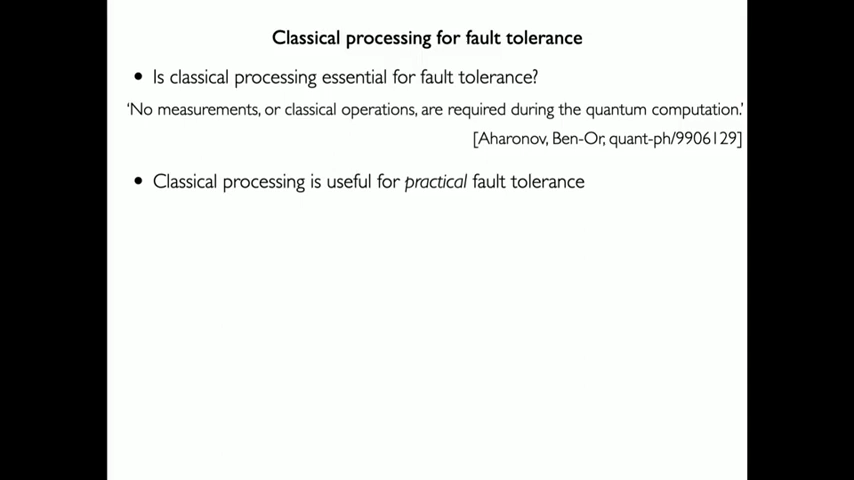 Classical processing for fault tolerance
• Is classical processing essential for fault tolerance?
‘No measurements, or classical operations, are required during the quantum computation.’
[Aharonov, Ben-Or, quant-ph/9906129]
• Classical processing is useful for practical fault tolerance